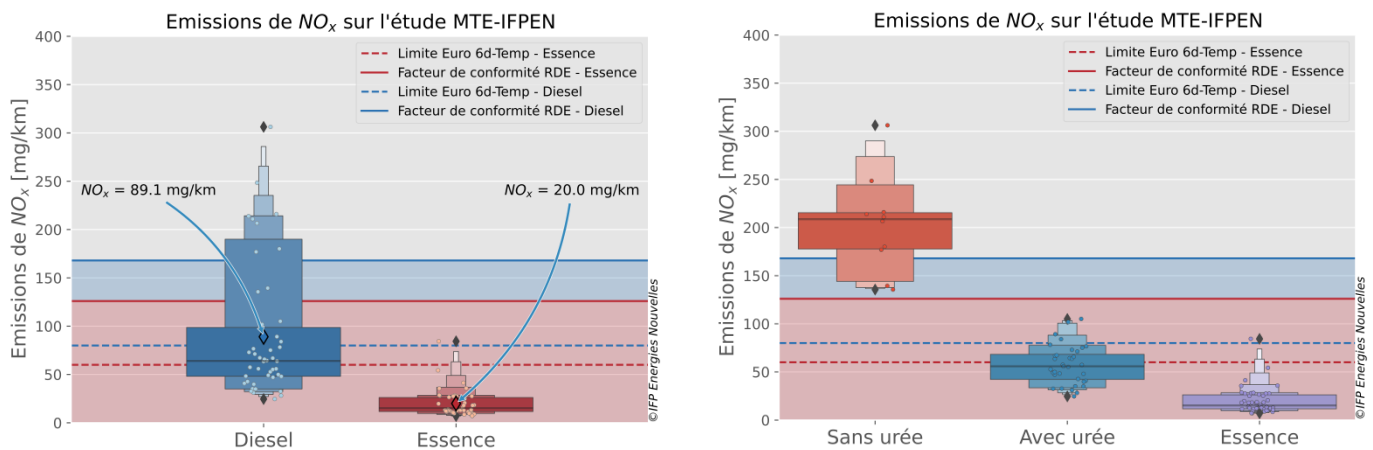 Emissions de NOx sur l'étude MTE-IFPEN
Emissions de NOx [mg/km]
400
350
300
250
200
150
100
50
0
Limite Euro 6d-Temp - Essence
Facteur de conformité RDE - Essence
Limite Euro 6d-Temp - Diesel
Facteur de conformité RDE - Diesel
NOx = 89.1 mg/km
NOx = 20.0 mg/km
Diesel
Essence
©IFP Energies Nouvelles
Emissions de NOx sur l'étude MTE-IFPEN
Emissions de NOx [mg/km]
400
350
300
250
200
150
100
50
0
Limite Euro 6d-Temp - Essence
Facteur de conformité RDE - Essence
Limite Euro 6d-Temp - Diesel
Facteur de conformité RDE - Diesel
Sans urée
Avec urée
Essence
©IFP Energies Nouvelles